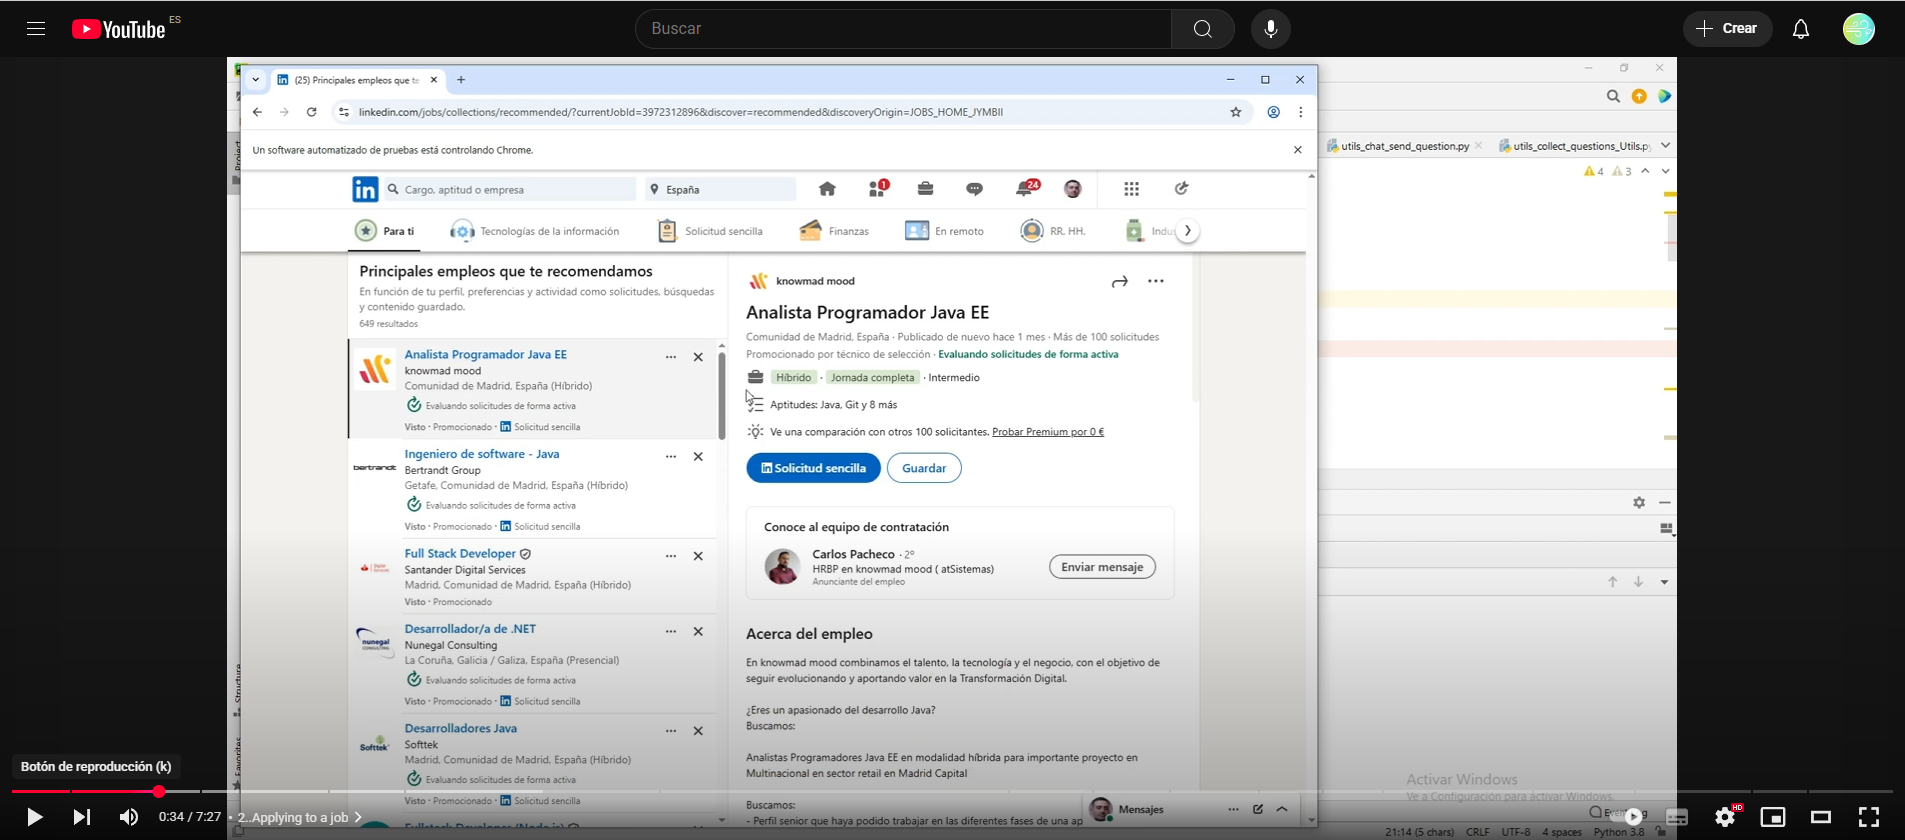 YouTube ES
Buscar
Crear
(25) Principales empleos que te
linkedin.com/jobs/collections/recommended/?currentJobId=3972312896&discover=recommended&discoveryOrigin=JOBS_HOME_JYMBII
Un software automatizado de pruebas está controlando Chrome.
Project
utils_chat_send_question.py
utils_collect_questions_Utils.py
4 3
in
Cargo, aptitud o empresa
España
1
24
Para ti
Tecnologías de la información
Solicitud sencilla
Finanzas
En remoto
RR. HH.
Indus
Principales empleos que te recomendamos
En función de tu perfil, preferencias y actividad como solicitudes, búsquedas
y contenido guardado.
649 resultados
Analista Programador Java EE
knowmad mood
Comunidad de Madrid, España (Híbrido)
Evaluando solicitudes de forma activa
Visto · Promocionado · in Solicitud sencilla
bertrandt
Ingeniero de software - Java
Bertrandt Group
Getafe, Comunidad de Madrid, España (Híbrido)
Evaluando solicitudes de forma activa
Visto · Promocionado · in Solicitud sencilla
Full Stack Developer
Santander Digital Services
Madrid, Comunidad de Madrid, España (Híbrido)
Visto · Promocionado
nunegal
CONSULTING
Desarrollador/a de .NET
Nunegal Consulting
La Coruña, Galicia / Galiza, España (Presencial)
Evaluando solicitudes de forma activa
Visto · Promocionado · in Solicitud sencilla
Softtek
Desarrolladores Java
Softtek
Madrid, Comunidad de Madrid, España (Híbrido)
Evaluando solicitudes de forma activa
Visto · Promocionado · in Solicitud sencilla
knowmad mood
Analista Programador Java EE
Comunidad de Madrid, España · Publicado de nuevo hace 1 mes · Más de 100 solicitudes
Promocionado por técnico de selección · Evaluando solicitudes de forma activa
Híbrido · Jornada completa · Intermedio
Aptitudes: Java, Git y 8 más
Ve una comparación con otros 100 solicitantes. Probar Premium por 0 €
in Solicitud sencilla
Guardar
Conoce al equipo de contratación
Carlos Pacheco · 2º
HRBP en knowmad mood ( atSistemas)
Anunciante del empleo
Enviar mensaje
Acerca del empleo
En knowmad mood combinamos el talento, la tecnología y el negocio, con el objetivo de
seguir evolucionando y aportando valor en la Transformación Digital.
¿Eres un apasionado del desarrollo Java?
Buscamos:
Analistas Programadores Java EE en modalidad híbrida para importante proyecto en
Multinacional en sector retail en Madrid Capital
Buscamos:
- Perfil senior que haya podido trabajar en las diferentes fases de una ap
Mensajes
Structure
Favorites
Activar Windows
Ve a Configuración para activar Windows.
21:14 (5 chars) CRLF UTF-8 4 spaces Python 3.8
Botón de reproducción (k)
0:34 / 7:27 · 2..Applying to a job
HD